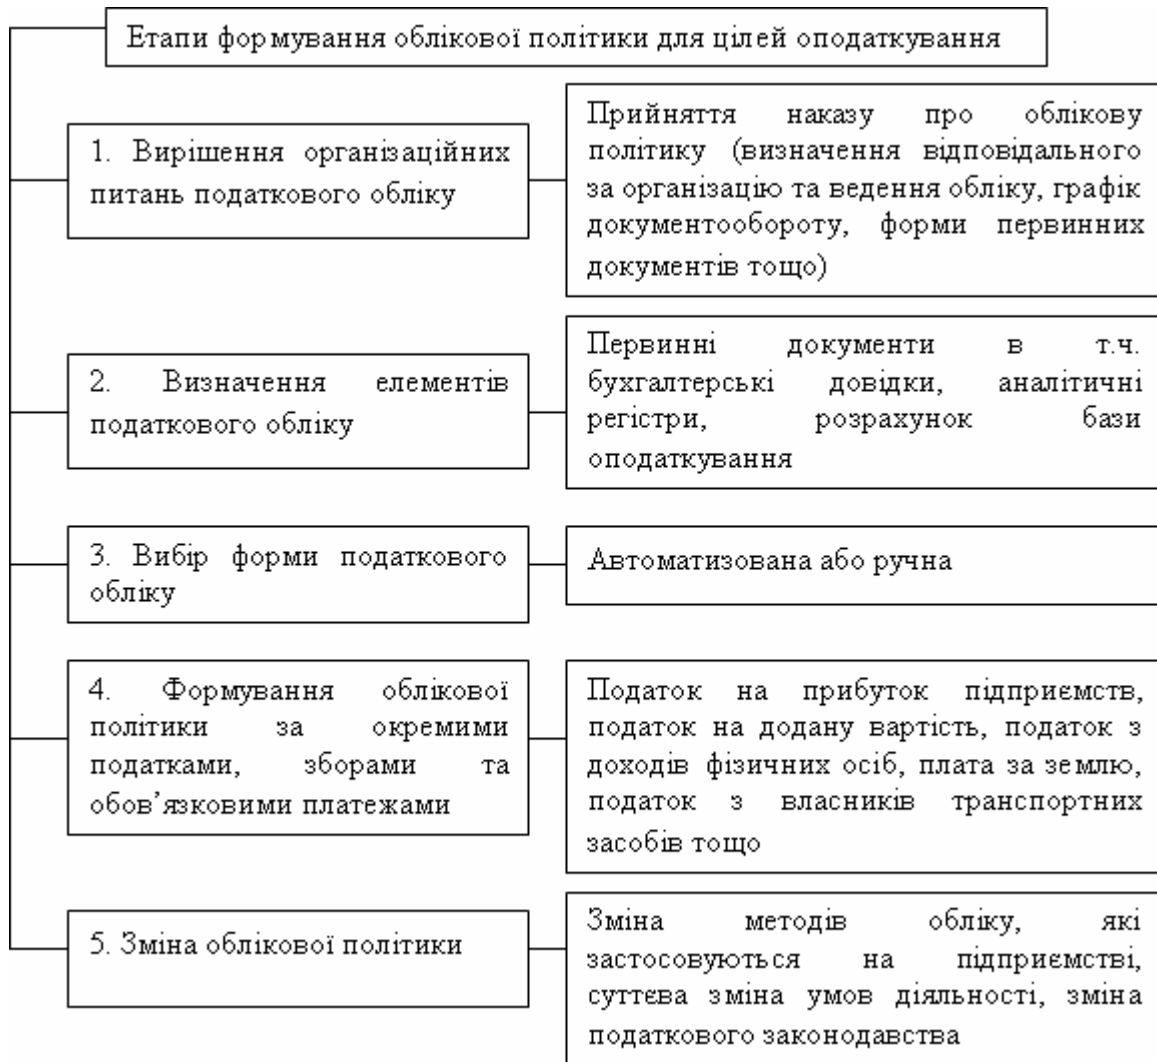 Етапи формування облікової політики для цілей оподаткування
1. Вирішення організаційних
питань податкового обліку
Прийняття наказу про облікову
політику (визначення відповідального
за організацію та ведення обліку, графік
документообороту, форми первинних
документів тощо)
2. Визначення елементів
податкового обліку
Первинні документи в т.ч.
бухгалтерські довідки, аналітичні
регістри, розрахунок бази
оподаткування
3. Вибір форми податкового
обліку
Автоматизована або ручна
4. Формування облікової
політики за окремими
податками, зборами та
обов’язковими платежами
Податок на прибуток підприємств,
податок на додану вартість, податок з
доходів фізичних осіб, плата за землю,
податок з власників транспортних
засобів тощо
5. Зміна облікової політики
Зміна методів обліку, які
застосовуються на підприємстві,
суттєва зміна умов діяльності, зміна
податкового законодавства